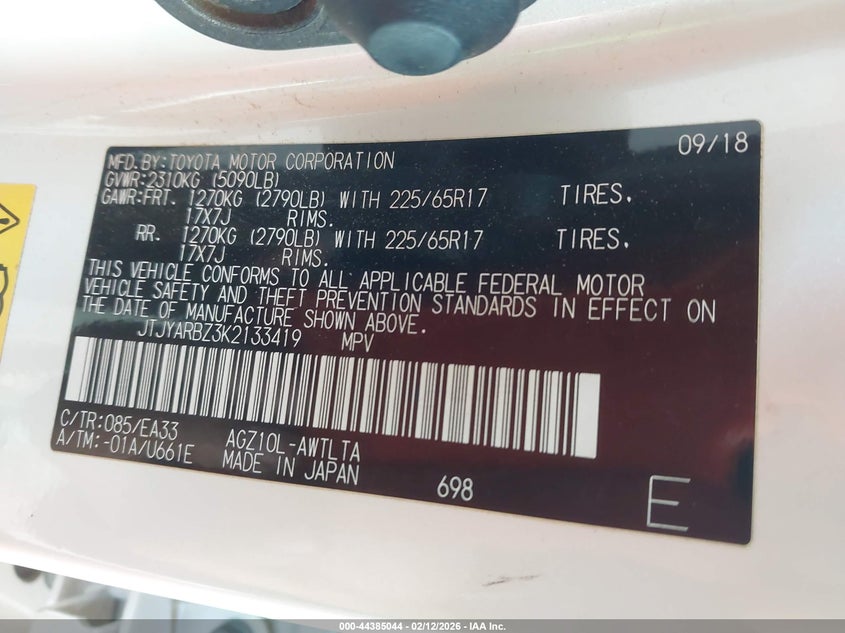 09/18
MFD.BY:TOYOTA MOTOR CORPORATION
GVWR:2310KG (5090LB)
GAWR:FRT. 1270KG (2790LB) WITH 225/65R17 TIRES.
17X7J RIMS.
RR. 1270KG (2790LB) WITH 225/65R17 TIRES.
17X7J RIMS.
THIS VEHICLE CONFORMS TO ALL APPLICABLE FEDERAL MOTOR
VEHICLE SAFETY AND THEFT PREVENTION STANDARDS IN EFFECT ON
THE DATE OF MANUFACTURE SHOWN ABOVE.
JTJYARBZ3K2133419 MPV
C/TR:085/EA33 AGZ10L-AWTLTA
A/TM:-01A/U661E MADE IN JAPAN
698
E
000-44385044 - 02/12/2026 - IAA Inc.